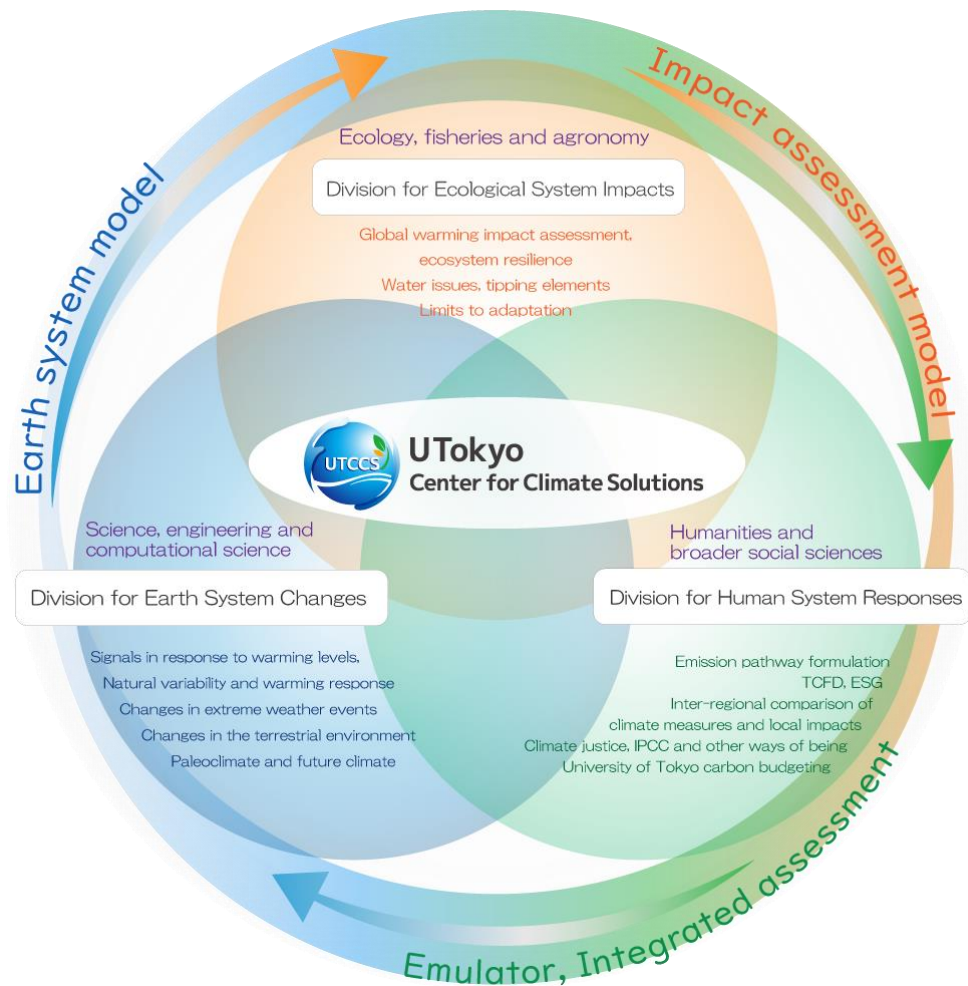 Earth system model
Impact assessment model
Ecology, fisheries and agronomy
Division for Ecological System Impacts
Global warming impact assessment,
ecosystem resilience
Water issues, tipping elements
Limits to adaptation
UTCCS
UTokyo
Center for Climate Solutions
Science, engineering and
computational science
Division for Earth System Changes
Signals in response to warming levels,
Natural variability and warming response
Changes in extreme weather events
Changes in the terrestrial environment
Paleoclimate and future climate
Humanities and
broader social sciences
Division for Human System Responses
Emission pathway formulation
TCFD, ESG
Inter-regional comparison of
climate measures and local impacts
Climate justice, IPCC and other ways of being
University of Tokyo carbon budgeting
Emulator, Integrated assessment